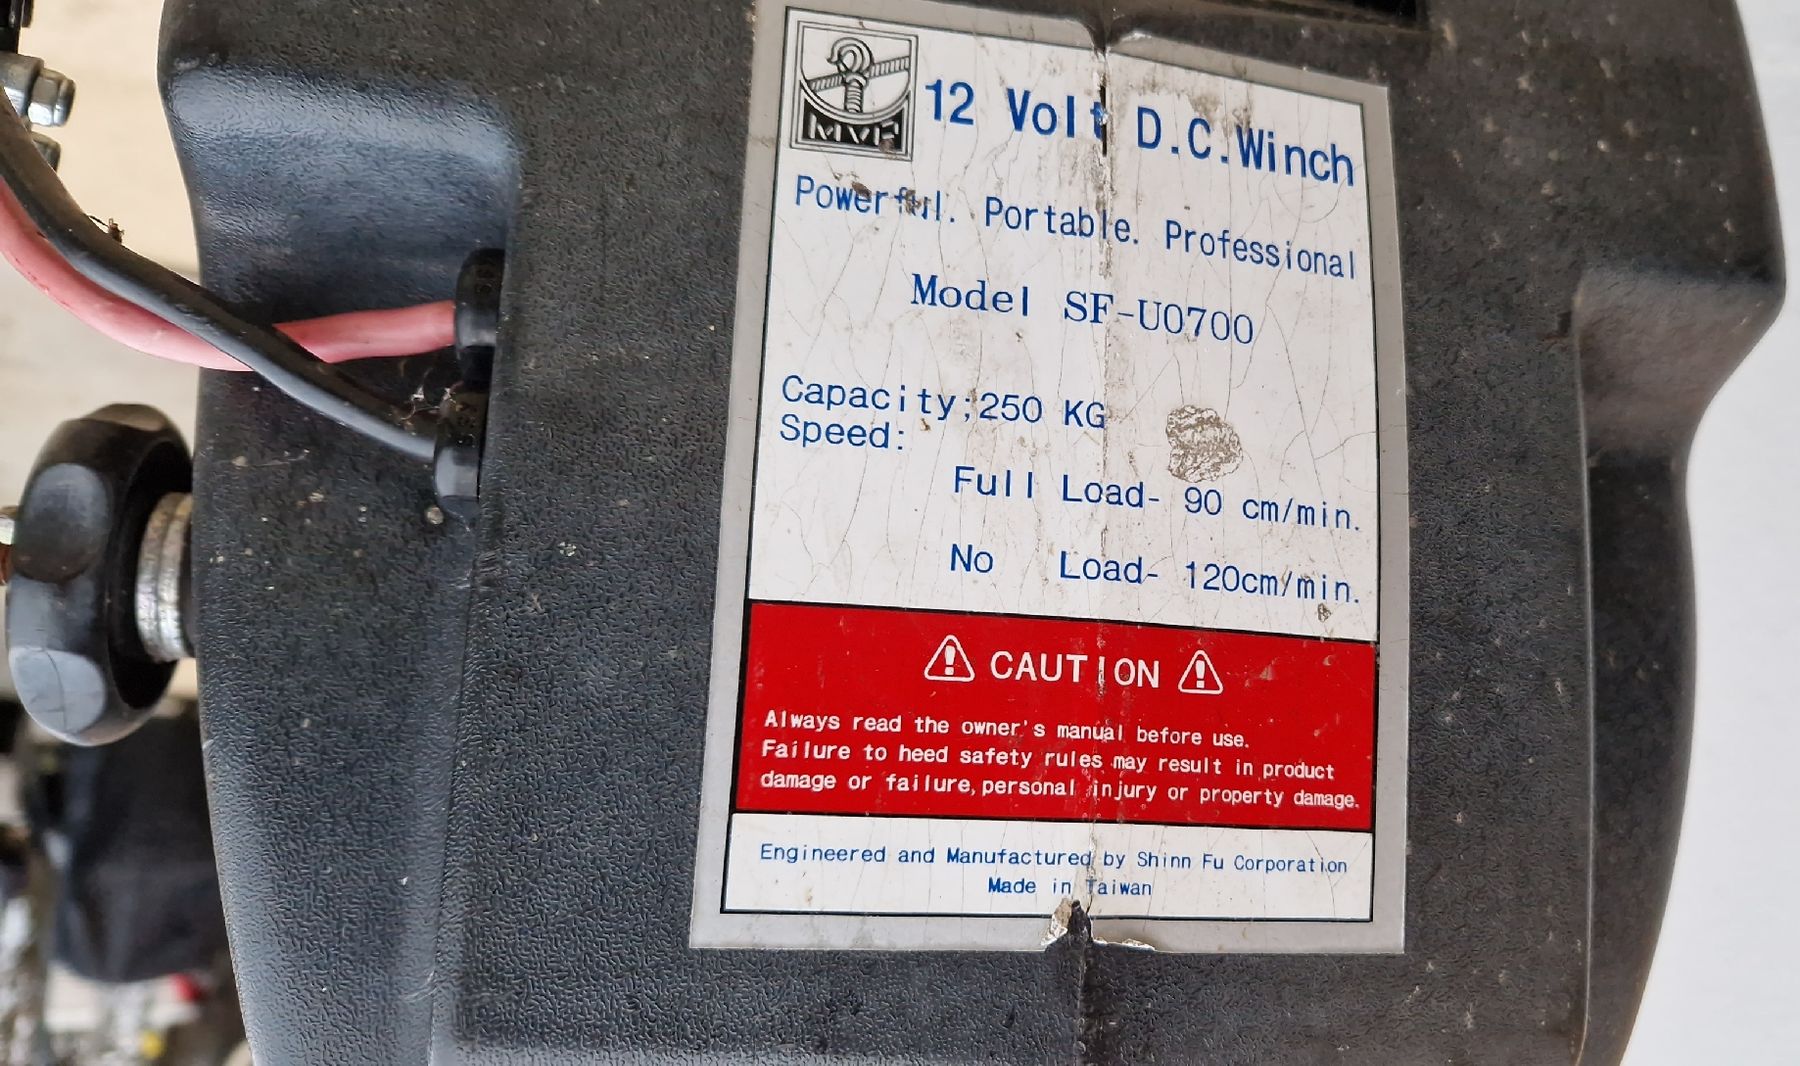 MVP
12 Volt D.C.Winch
Powerful. Portable. Professional
Model SF-U0700
Capacity;250 KG
Speed:
Full Load- 90 cm/min.
No Load- 120cm/min.
CAUTION
Always read the owner's manual before use.
Failure to heed safety rules may result in product
damage or failure,personal injury or property damage.
Engineered and Manufactured by Shinn Fu Corporation
Made in Taiwan